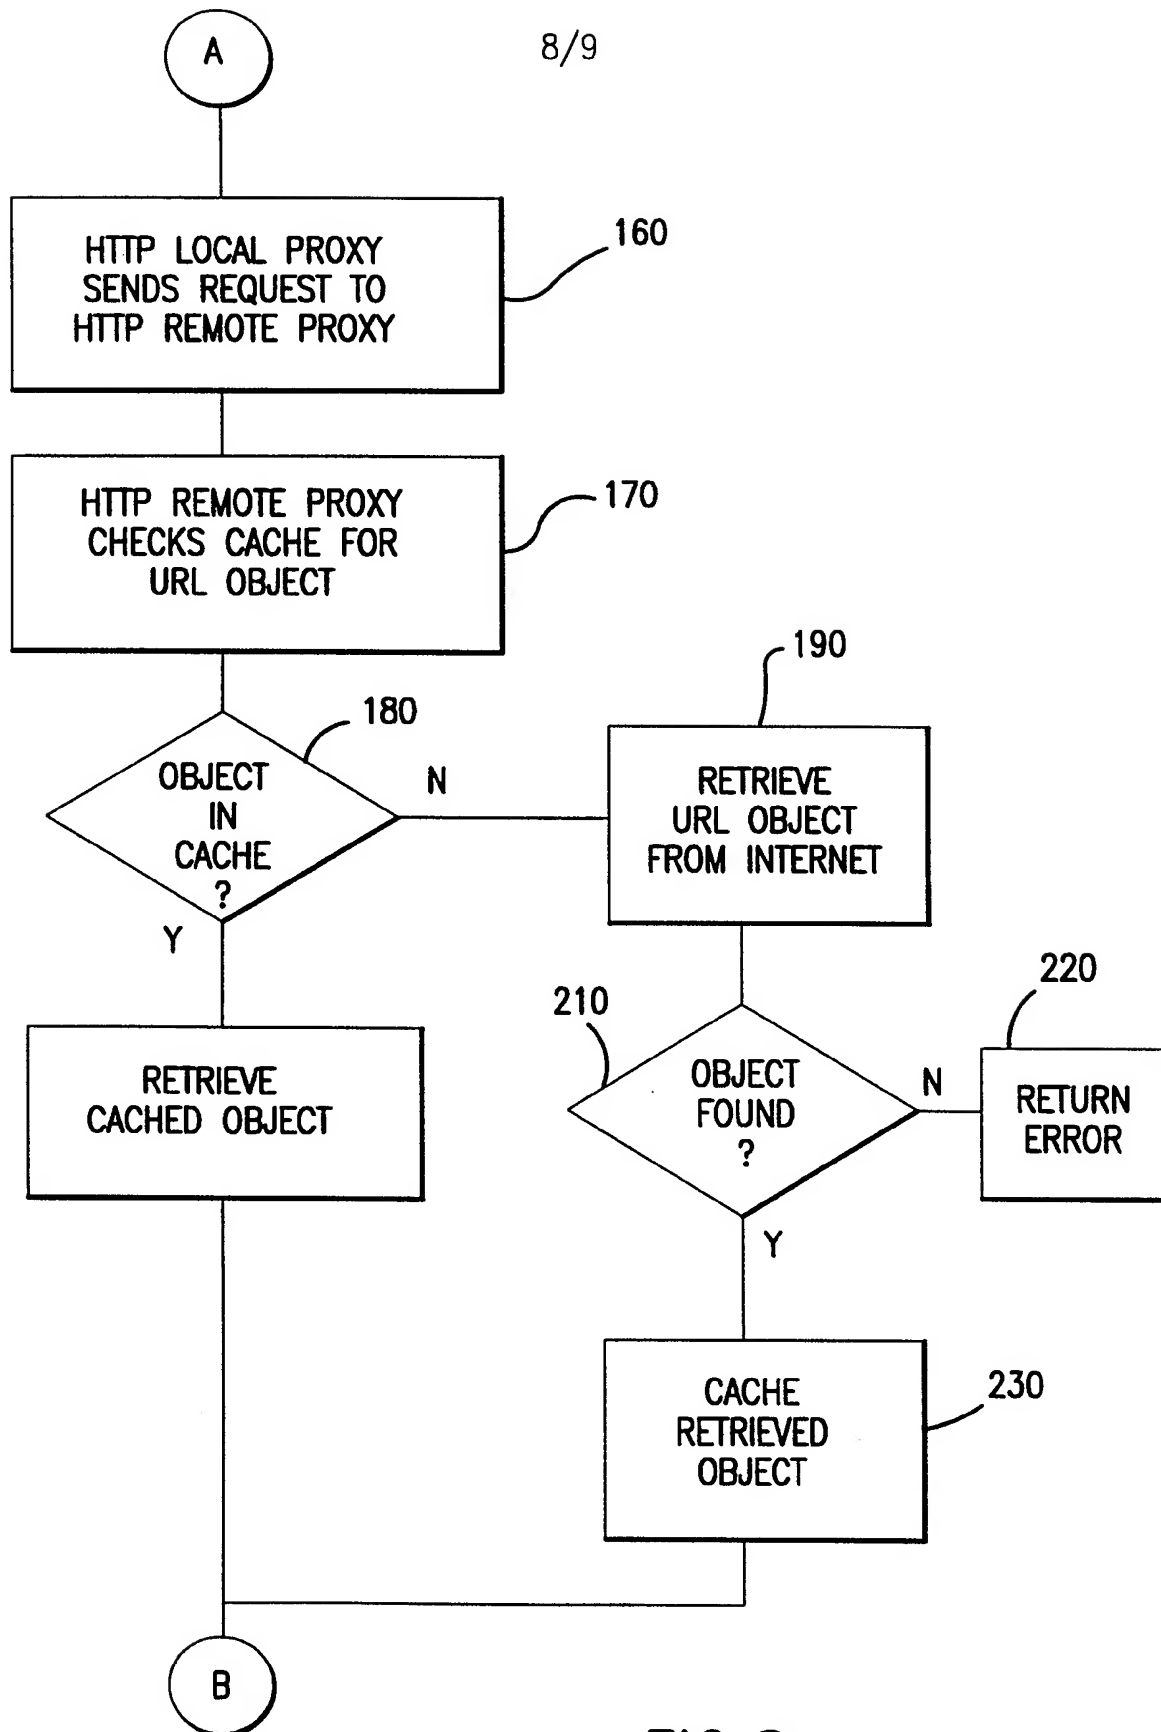 8/9
A
HTTP LOCAL PROXY
SENDS REQUEST TO
HTTP REMOTE PROXY
160
HTTP REMOTE PROXY
CHECKS CACHE FOR
URL OBJECT
170
180
OBJECT
IN
CACHE
?
N
Y
190
RETRIEVE
URL OBJECT
FROM INTERNET
RETRIEVE
CACHED OBJECT
210
OBJECT
FOUND
?
N
Y
220
RETURN
ERROR
230
CACHE
RETRIEVED
OBJECT
B